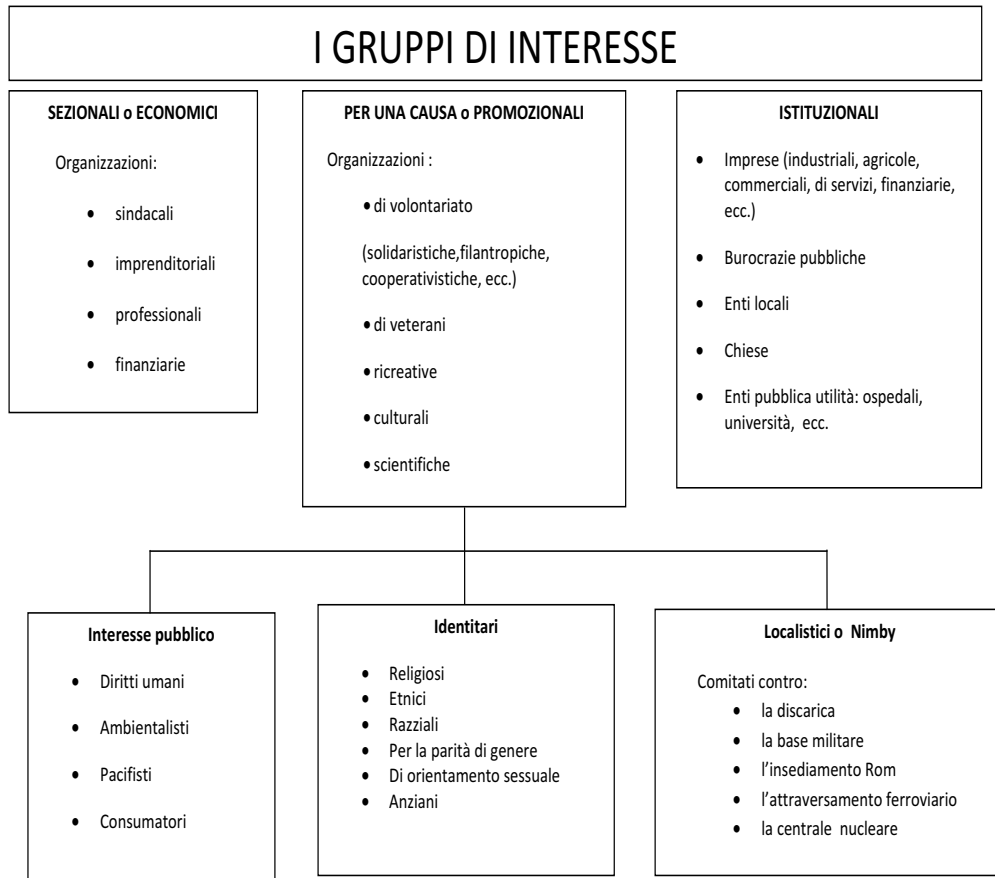 I GRUPPI DI INTERESSE
SEZIONALI o ECONOMICI
Organizzazioni:
• sindacali
• imprenditoriali
• professionali
• finanziarie
PER UNA CAUSA o PROMOZIONALI
Organizzazioni :
• di volontariato
(solidaristiche,filantropiche,
cooperativistiche, ecc.)
• di veterani
• ricreative
• culturali
• scientifiche
ISTITUZIONALI
• Imprese (industriali, agricole,
commerciali, di servizi, finanziarie,
ecc.)
• Burocrazie pubbliche
• Enti locali
• Chiese
• Enti pubblica utilità: ospedali,
università, ecc.
Interesse pubblico
• Diritti umani
• Ambientalisti
• Pacifisti
• Consumatori
Identitari
• Religiosi
• Etnici
• Razziali
• Per la parità di genere
• Di orientamento sessuale
• Anziani
Localistici o Nimby
Comitati contro:
• la discarica
• la base militare
• l'insediamento Rom
• l'attraversamento ferroviario
• la centrale nucleare